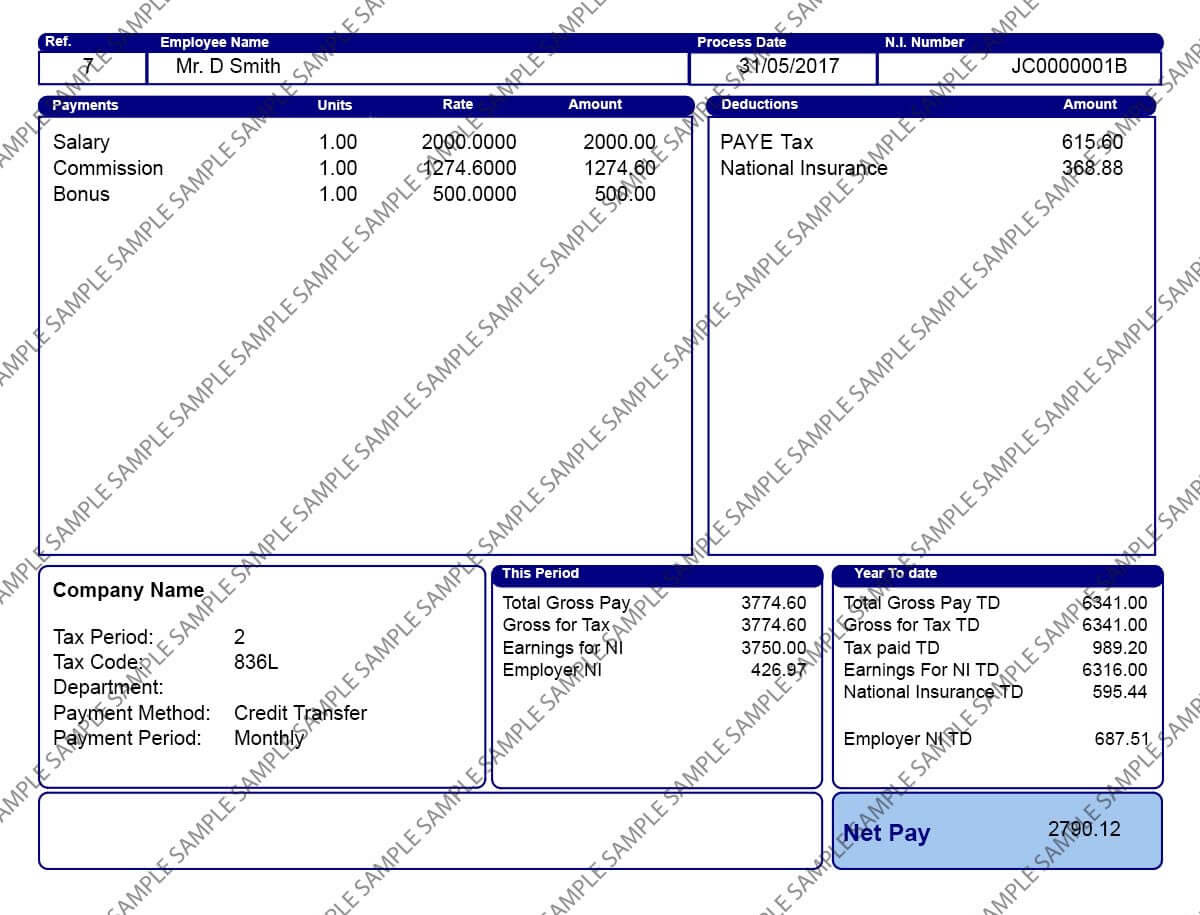 Ref. Employee Name Process Date N.I. Number
7 Mr. D Smith 31/05/2017 JC0000001B
Payments Units Rate Amount Deductions Amount
Salary 1.00 2000.0000 2000.00 PAYE Tax 615.60
Commission 1.00 1274.6000 1274.60 National Insurance 368.88
Bonus 1.00 500.0000 500.00
Company Name
Tax Period: 2
Tax Code: 836L
Department:
Payment Method: Credit Transfer
Payment Period: Monthly
This Period
Total Gross Pay 3774.60
Gross for Tax 3774.60
Earnings for NI 3750.00
Employer NI 426.97
Year To date
Total Gross Pay TD 6341.00
Gross for Tax TD 6341.00
Tax paid TD 989.20
Earnings For NI TD 6316.00
National Insurance TD 595.44
Employer NI TD 687.51
Net Pay 2790.12
SAMPLE SAMPLE SAMPLE SAMPLE SAMPLE SAMPLE SAMPLE SAMPLE